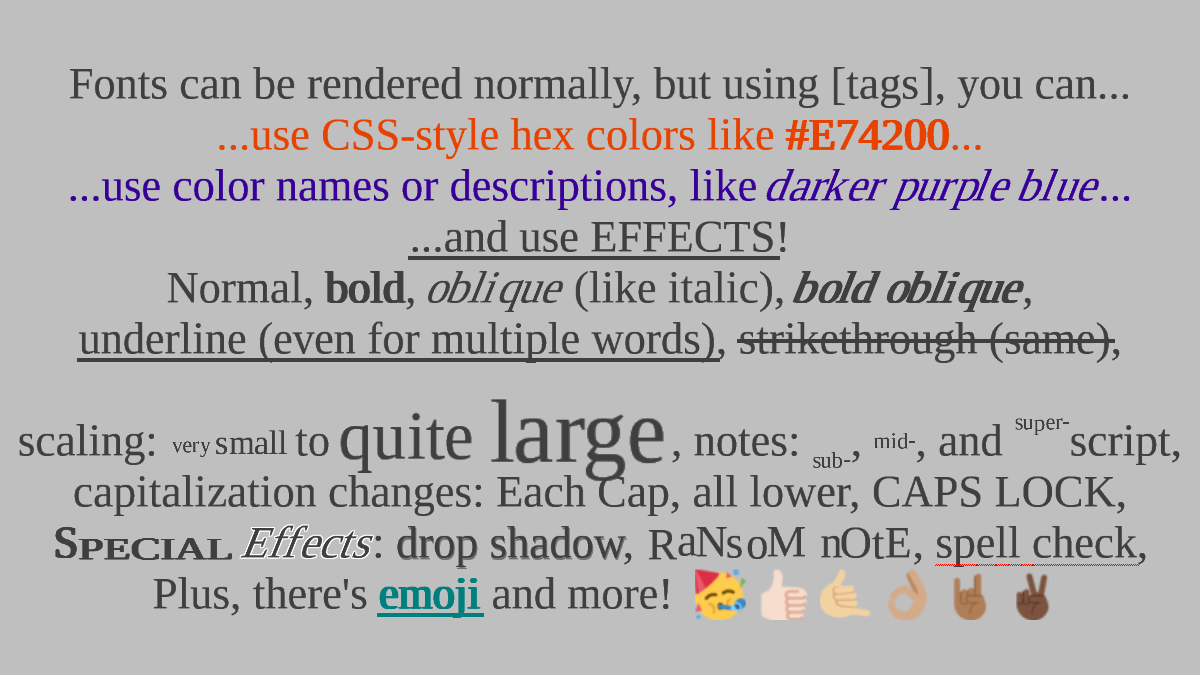 Fonts can be rendered normally, but using [tags], you can...
...use CSS-style hex colors like #E74200...
...use color names or descriptions, like darker purple blue...
...and use EFFECTS!
Normal, bold, oblique (like italic), bold oblique,
underline (even for multiple words), strikethrough (same),
scaling: very small to quite large, notes: sub-, mid-, and super-script,
capitalization changes: Each Cap, all lower, CAPS LOCK,
SPECIAL Effects: drop shadow, RaNsoM nOtE, spell check,
Plus, there's emoji and more! 🥳👍🏻🤙🏼👌🏽🤘🏾✌🏿